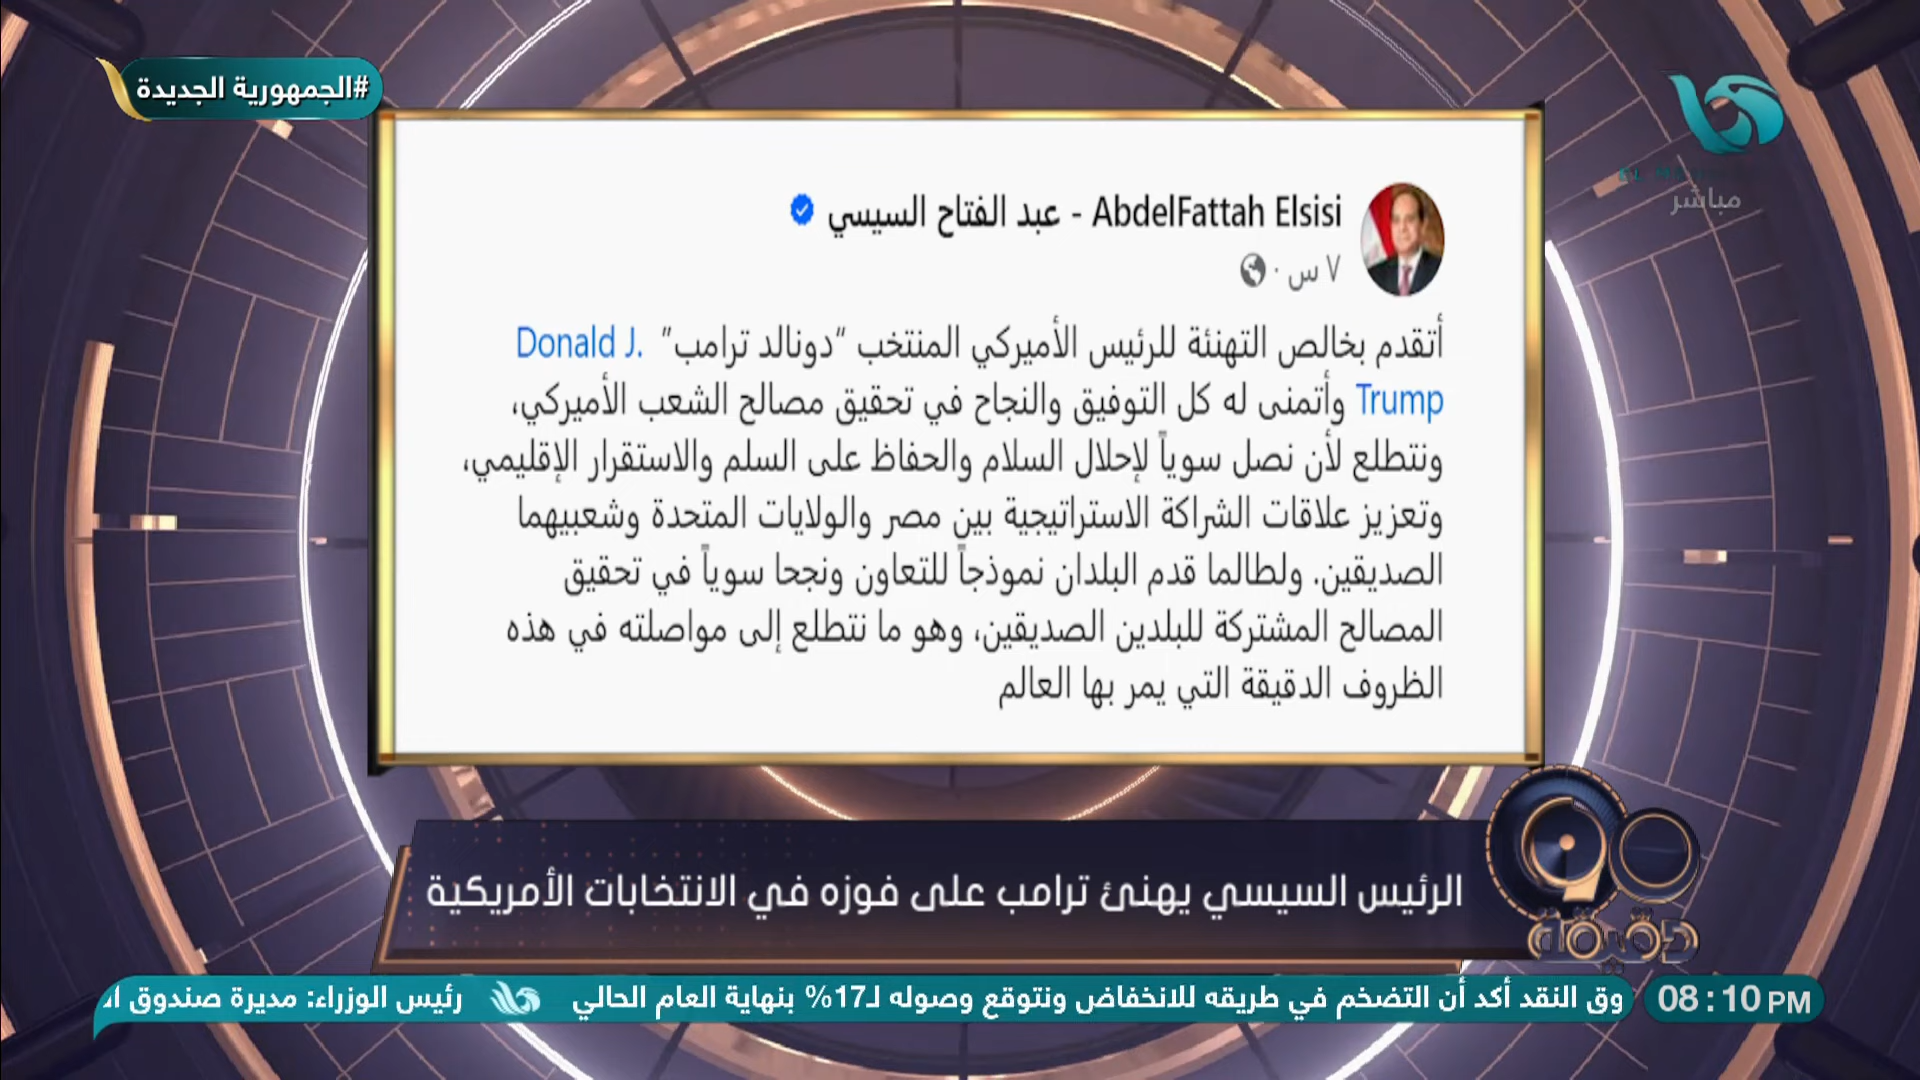 #الجمهورية الجديدة
مباشر
AbdelFattah Elsisi - عبد الفتاح السيسي
٧ س ·
أتقدم بخالص التهنئة للرئيس الأميركي المنتخب “دونالد ترامب” Donald J.
Trump وأتمنى له كل التوفيق والنجاح في تحقيق مصالح الشعب الأميركي،
ونتطلع لأن نصل سوياً لإحلال السلام والحفاظ على السلم والاستقرار الإقليمي،
وتعزيز علاقات الشراكة الاستراتيجية بين مصر والولايات المتحدة وشعبيهما
الصديقين. ولطالما قدم البلدان نموذجاً للتعاون ونجحا سوياً في تحقيق
المصالح المشتركة للبلدين الصديقين، وهو ما نتطلع إلى مواصلته في هذه
الظروف الدقيقة التي يمر بها العالم
90
دقيقة
الرئيس السيسي يهنئ ترامب على فوزه في الانتخابات الأمريكية
08:10 PM
وق النقد أكد أن التضخم في طريقه للانخفاض ونتوقع وصوله لـ17% بنهاية العام الحالي
رئيس الوزراء: مديرة صندوق ا